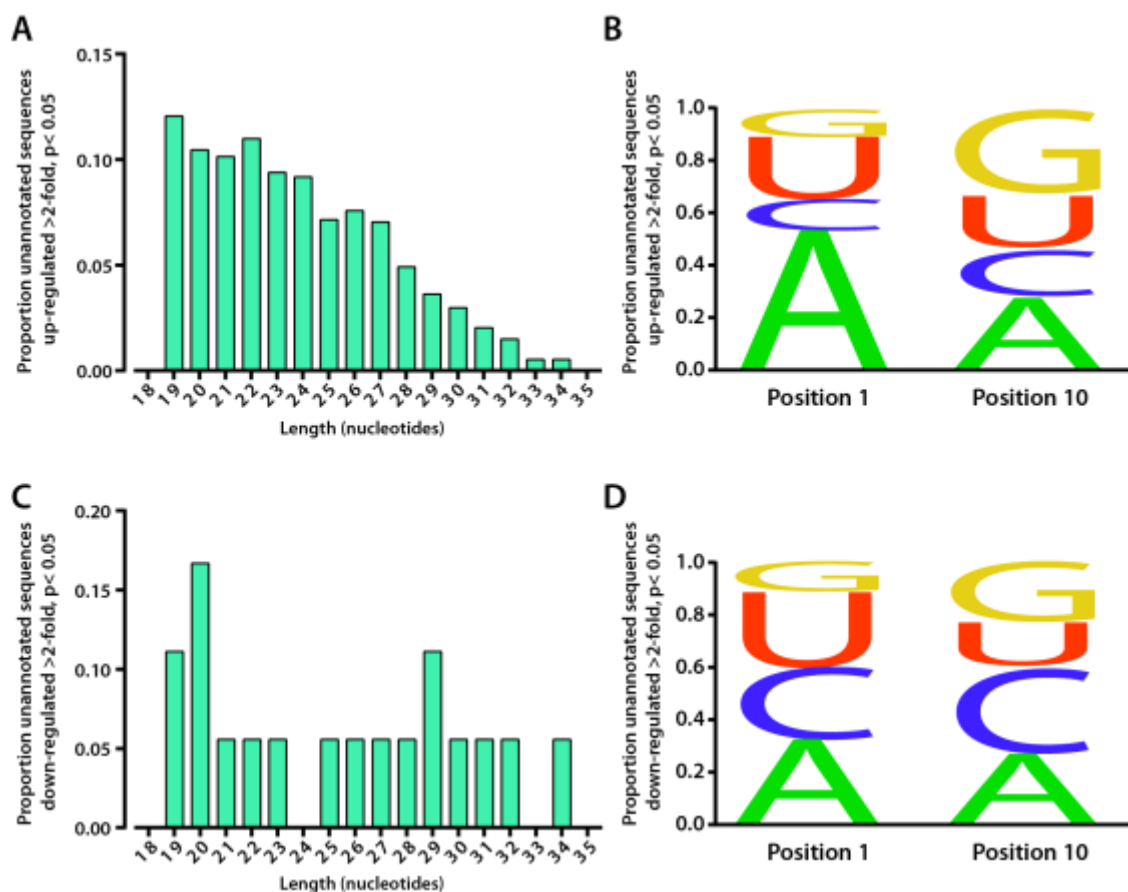 A
Proportion unannotated sequences
up-regulated >2-fold, p< 0.05
0.15
0.10
0.05
0.00
18 19 20 21 22 23 24 25 26 27 28 29 30 31 32 33 34 35
Length (nucleotides)
B
Proportion unannotated sequences
up-regulated >2-fold, p< 0.05
1.0
0.8
0.6
0.4
0.2
0.0
G
U
C
A
G
U
C
A
Position 1 Position 10
C
Proportion unannotated sequences
down-regulated >2-fold, p< 0.05
0.20
0.15
0.10
0.05
0.00
18 19 20 21 22 23 24 25 26 27 28 29 30 31 32 33 34 35
Length (nucleotides)
D
Proportion unannotated sequences
down-regulated >2-fold, p< 0.05
1.0
0.8
0.6
0.4
0.2
0.0
G
U
C
A
G
U
C
A
Position 1 Position 10